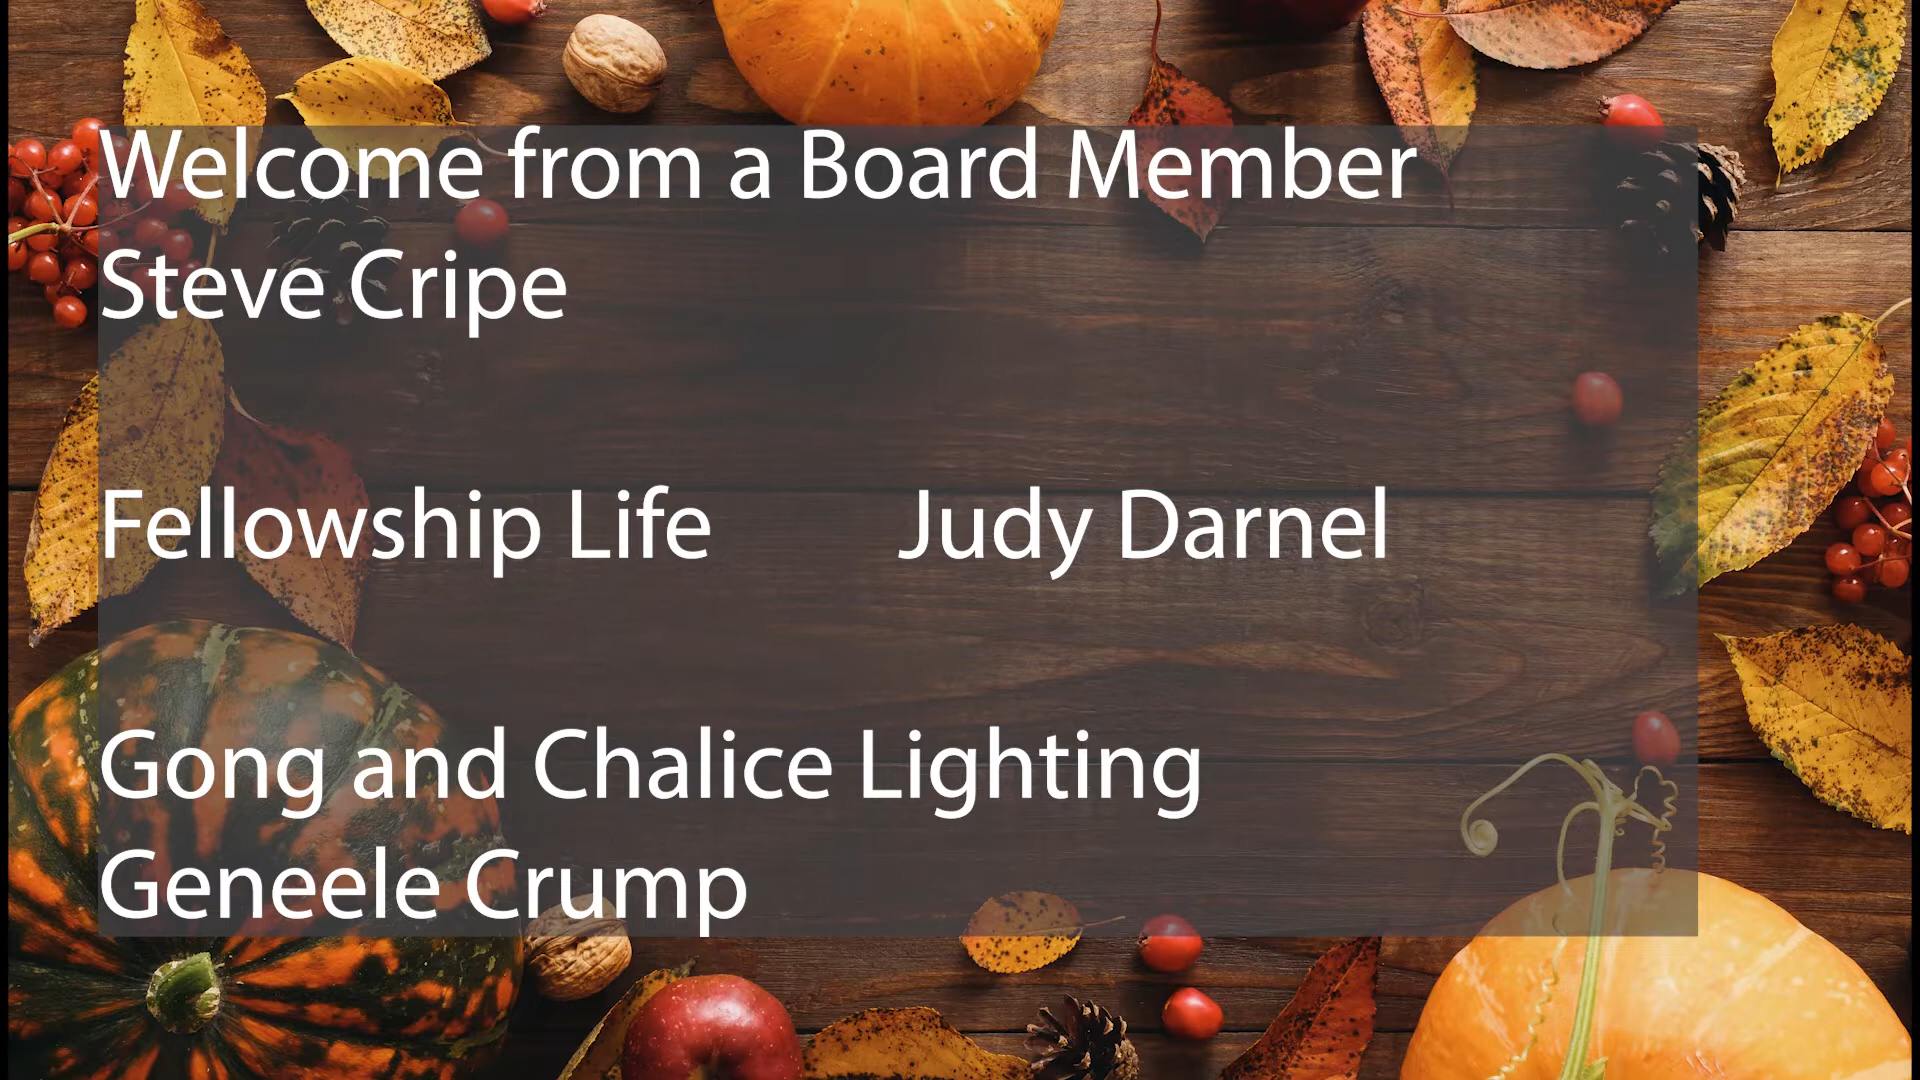 Welcome from a Board Member
Steve Cripe
Fellowship Life Judy Darnel
Gong and Chalice Lighting
Geneele Crump